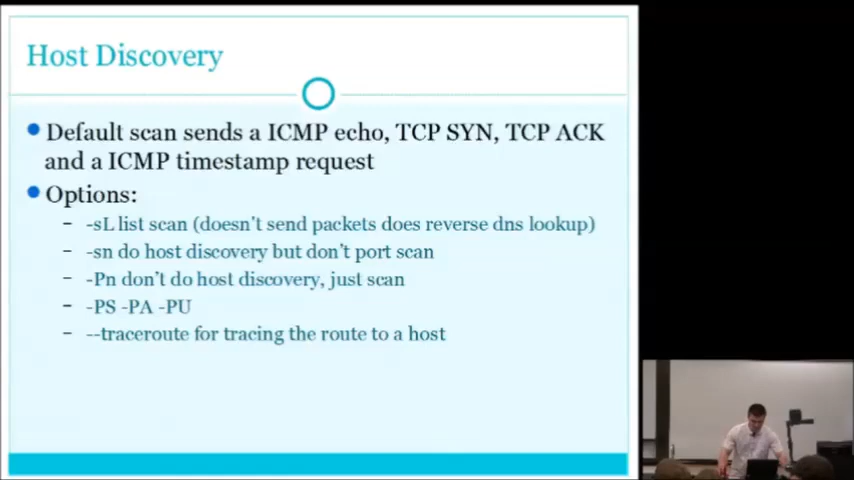 Host Discovery
Default scan sends a ICMP echo, TCP SYN, TCP ACK
and a ICMP timestamp request
Options:
- -sL list scan (doesn't send packets does reverse dns lookup)
- -sn do host discovery but don't port scan
- -Pn don't do host discovery, just scan
- -PS -PA -PU
- --traceroute for tracing the route to a host